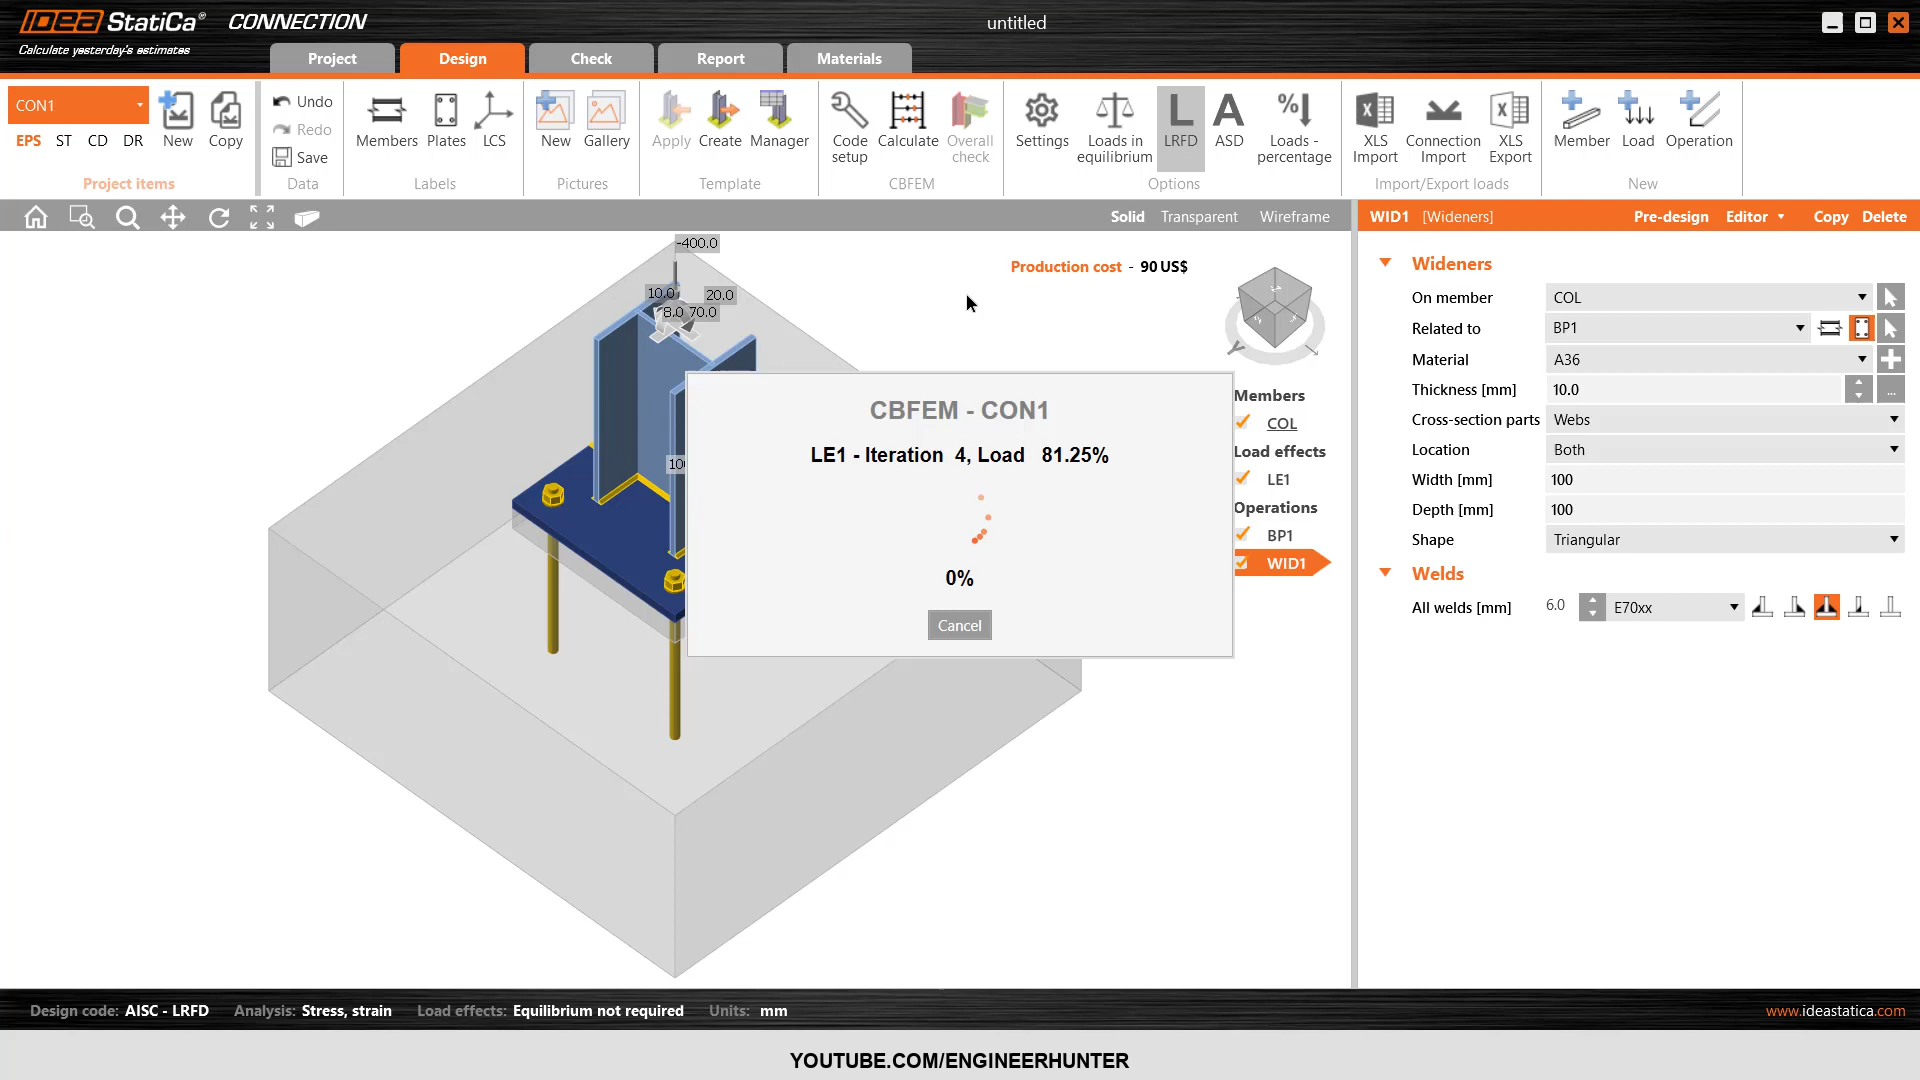 IDEA StatiCa® CONNECTION
Calculate yesterday's estimates
untitled
Project Design Check Report Materials
CON1
EPS ST CD DR
New
Copy
Project items
Undo
Redo
Save
Data
Members Plates LCS
Labels
New Gallery
Pictures
Apply Create Manager
Template
Code setup
Calculate
Overall check
CBFEM
Settings
Loads in equilibrium
LRFD
ASD
Loads - percentage
Options
XLS Import
Connection Import
XLS Export
Import/Export loads
Member Load Operation
New
Solid Transparent Wireframe
WID1 [Wideners] Pre-design Editor Copy Delete
-400.0
10.0
20.0
8.0
70.0
Production cost - 90 US$
CBFEM - CON1
LE1 - Iteration 4, Load 81.25%
0%
Cancel
Members
COL
Load effects
LE1
Operations
BP1
WID1
Wideners
On member COL
Related to BP1
Material A36
Thickness [mm] 10.0
Cross-section parts Webs
Location Both
Width [mm] 100
Depth [mm] 100
Shape Triangular
Welds
All welds [mm] 6.0 E70xx
Design code: AISC - LRFD Analysis: Stress, strain Load effects: Equilibrium not required Units: mm
www.ideastatica.com
YOUTUBE.COM/ENGINEERHUNTER